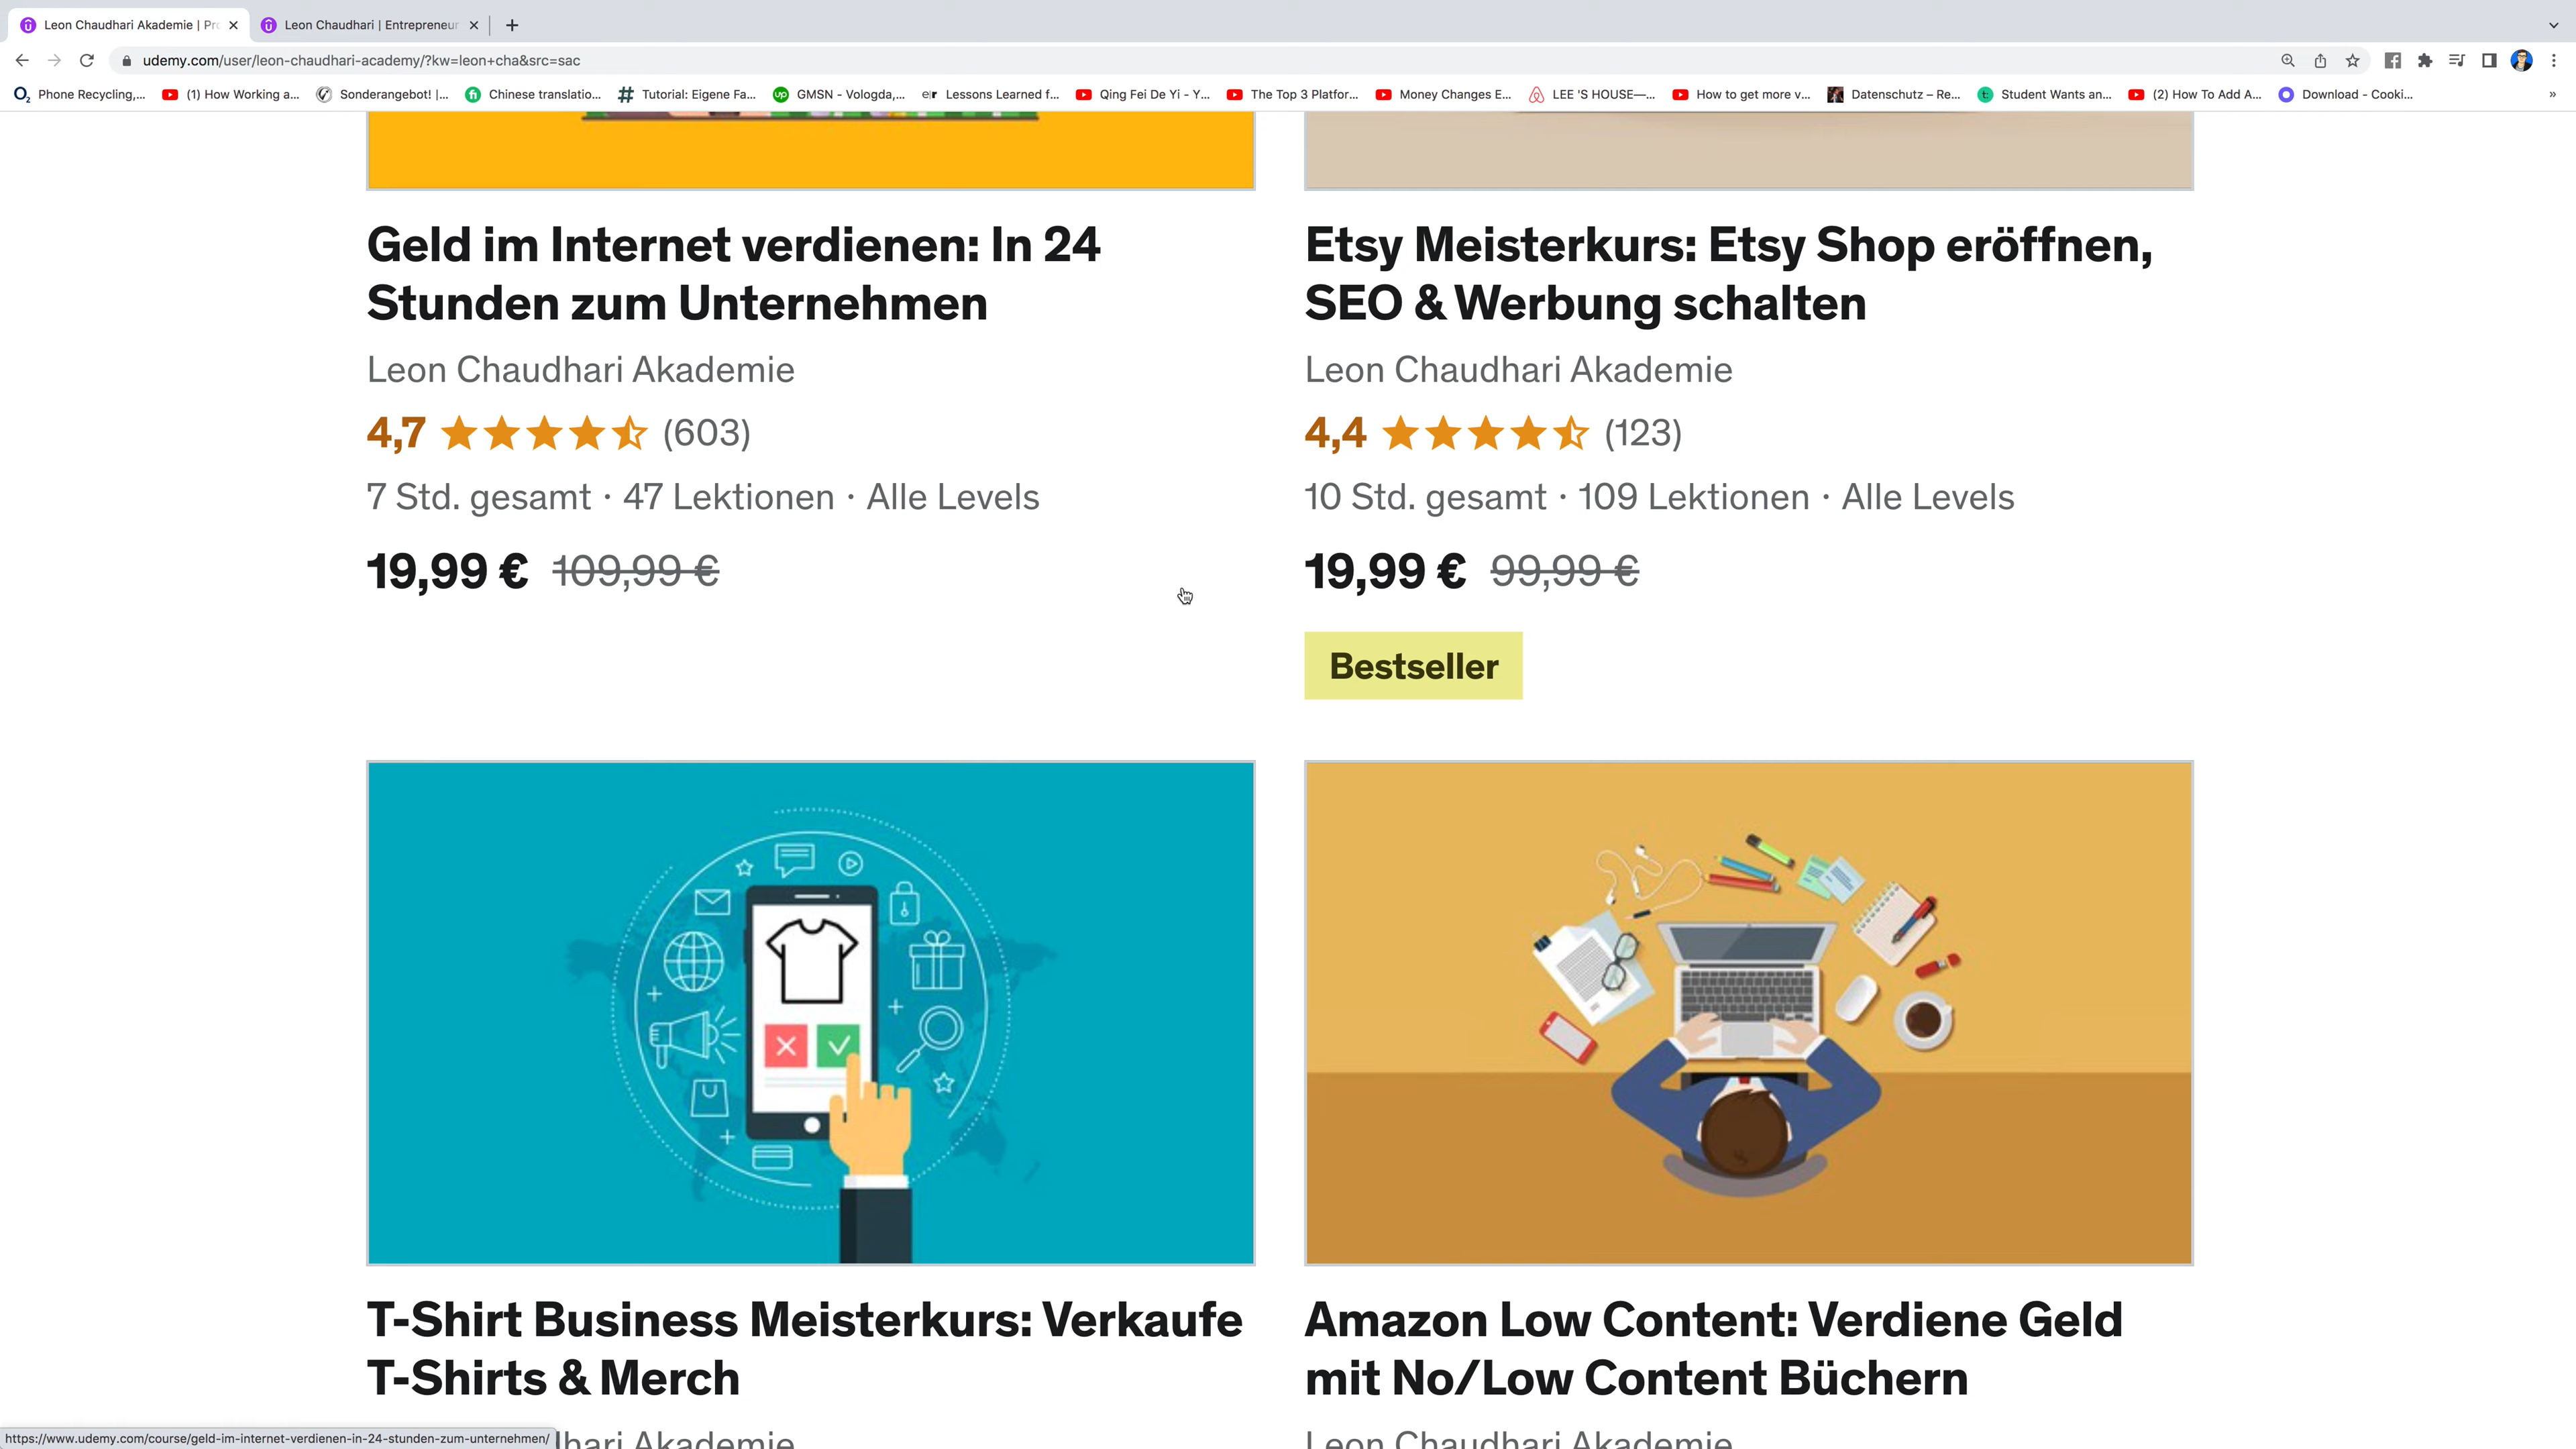 Leon Chaudhari Akademie | Pr
Leon Chaudhari | Entrepreneur
udemy.com/user/leon-chaudhari-academy/?kw=leon+cha&src=sac
Phone Recycling,...
(1) How Working a...
Sonderangebot! |...
Chinese translatio...
Tutorial: Eigene Fa...
GMSN - Vologda,...
Lessons Learned f...
Qing Fei De Yi - Y...
The Top 3 Platfor...
Money Changes E...
LEE 'S HOUSE—...
How to get more v...
Datenschutz – Re...
Student Wants an...
(2) How To Add A...
Download - Cooki...
Geld im Internet verdienen: In 24
Stunden zum Unternehmen
Leon Chaudhari Akademie
4,7 (603)
7 Std. gesamt · 47 Lektionen · Alle Levels
19,99 € 109,99 €
Etsy Meisterkurs: Etsy Shop eröffnen,
SEO & Werbung schalten
Leon Chaudhari Akademie
4,4 (123)
10 Std. gesamt · 109 Lektionen · Alle Levels
19,99 € 99,99 €
Bestseller
T-Shirt Business Meisterkurs: Verkaufe
T-Shirts & Merch
hari Akademie
Amazon Low Content: Verdiene Geld
mit No/Low Content Büchern
Leon Chaudhari Akademie
https://www.udemy.com/course/geld-im-internet-verdienen-in-24-stunden-zum-unternehmen/